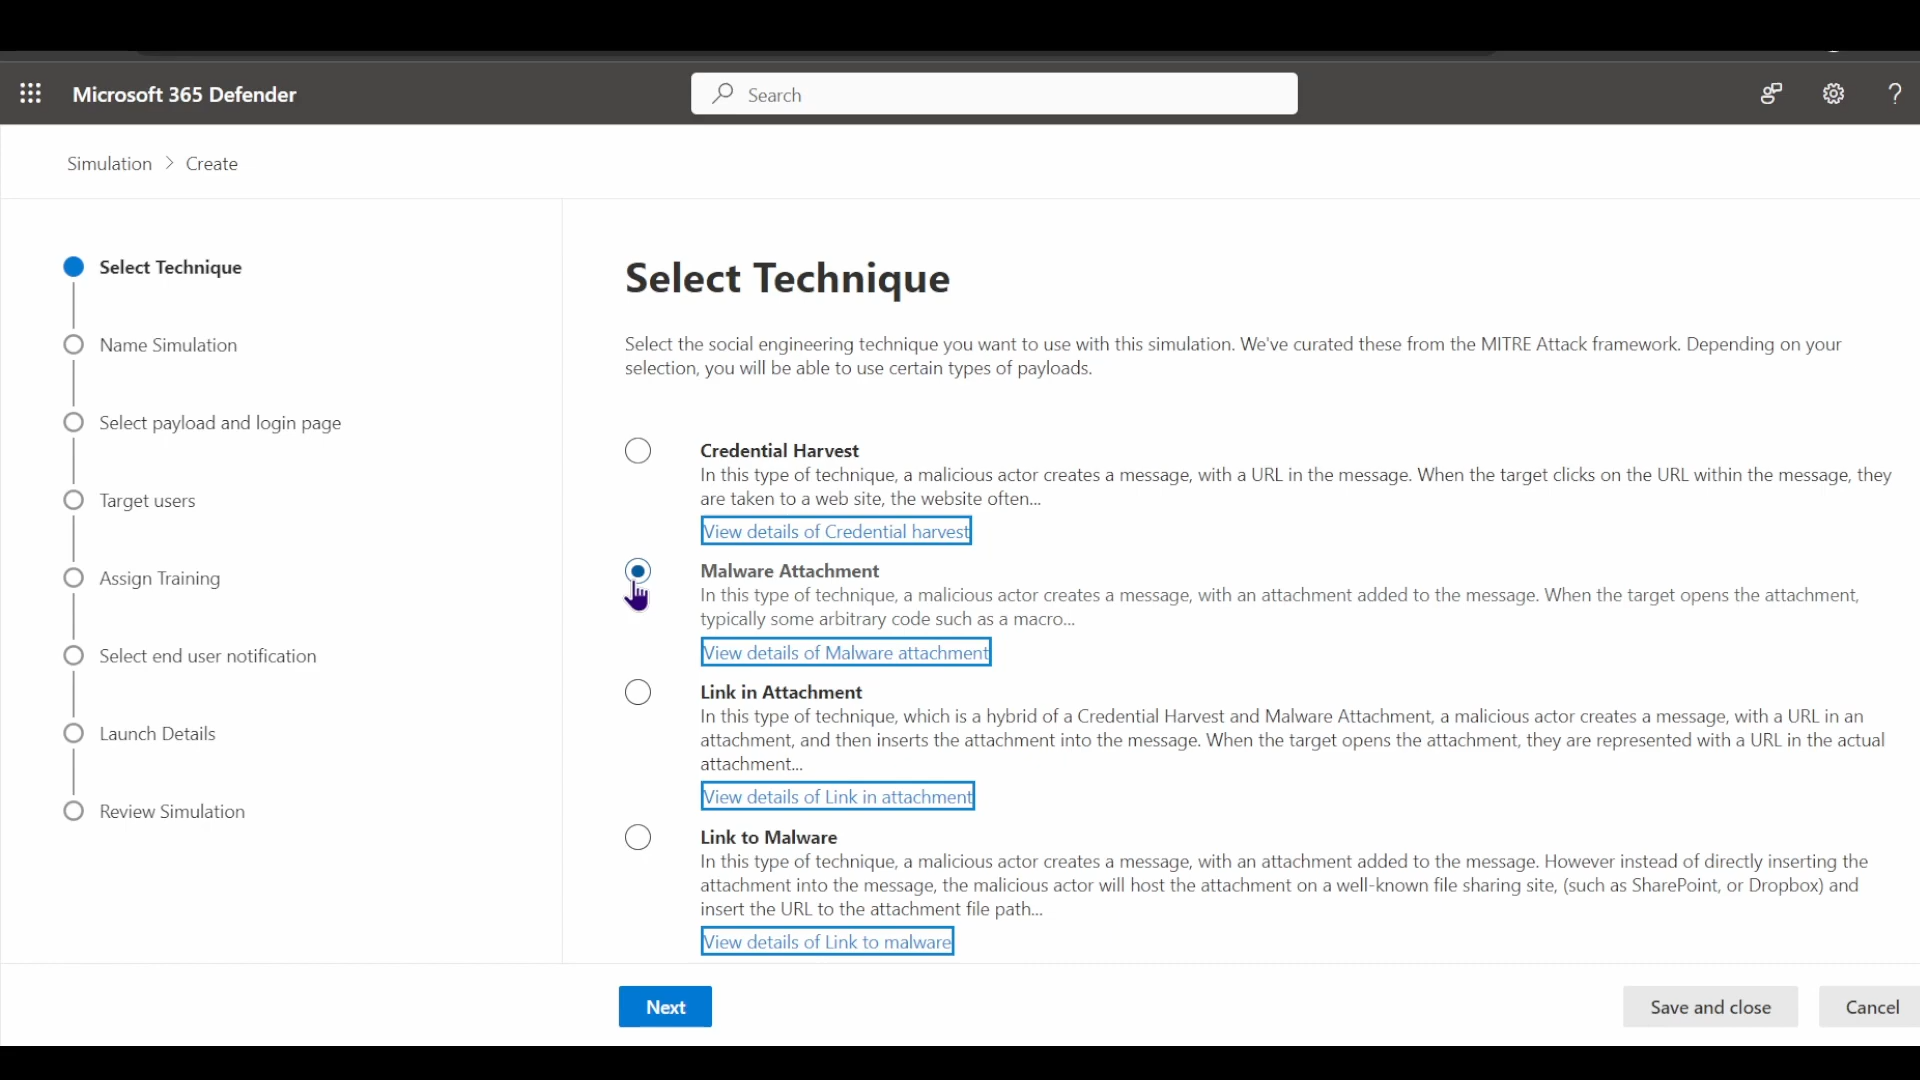 Microsoft 365 Defender
Search
?
Simulation > Create
Select Technique
Name Simulation
Select payload and login page
Target users
Assign Training
Select end user notification
Launch Details
Review Simulation
Select Technique
Select the social engineering technique you want to use with this simulation. We've curated these from the MITRE Attack framework. Depending on your
selection, you will be able to use certain types of payloads.
Credential Harvest
In this type of technique, a malicious actor creates a message, with a URL in the message. When the target clicks on the URL within the message, they
are taken to a web site, the website often...
View details of Credential harvest
Malware Attachment
In this type of technique, a malicious actor creates a message, with an attachment added to the message. When the target opens the attachment,
typically some arbitrary code such as a macro...
View details of Malware attachment
Link in Attachment
In this type of technique, which is a hybrid of a Credential Harvest and Malware Attachment, a malicious actor creates a message, with a URL in an
attachment, and then inserts the attachment into the message. When the target opens the attachment, they are represented with a URL in the actual
attachment...
View details of Link in attachment
Link to Malware
In this type of technique, a malicious actor creates a message, with an attachment added to the message. However instead of directly inserting the
attachment into the message, the malicious actor will host the attachment on a well-known file sharing site, (such as SharePoint, or Dropbox) and
insert the URL to the attachment file path...
View details of Link to malware
Next
Save and close
Cancel